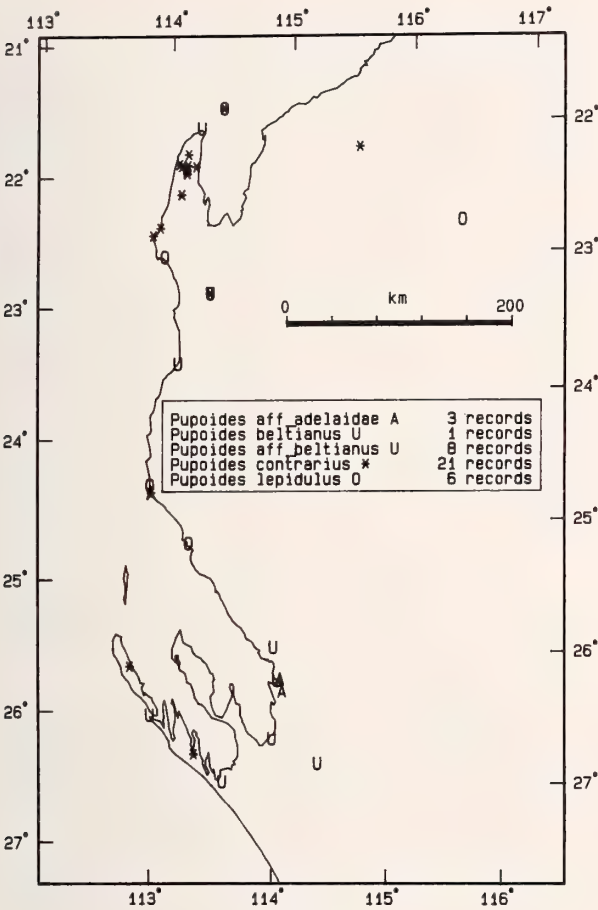 113° 114° 115° 116° 117°
21°
22°
22°
23°
23°
24°
24°
25°
25°
26°
26°
27°
27°
0 km 200
Pupoides aff adelaidae A 3 records
Pupoides beltianus U 1 records
Pupoides aff beltianus U 8 records
Pupoides contrarius * 21 records
Pupoides lepidulus O 6 records
U
*
*
O
O
U
O
*
O
U
A
A
*
U
U
*
U
U
113° 114° 115° 116°